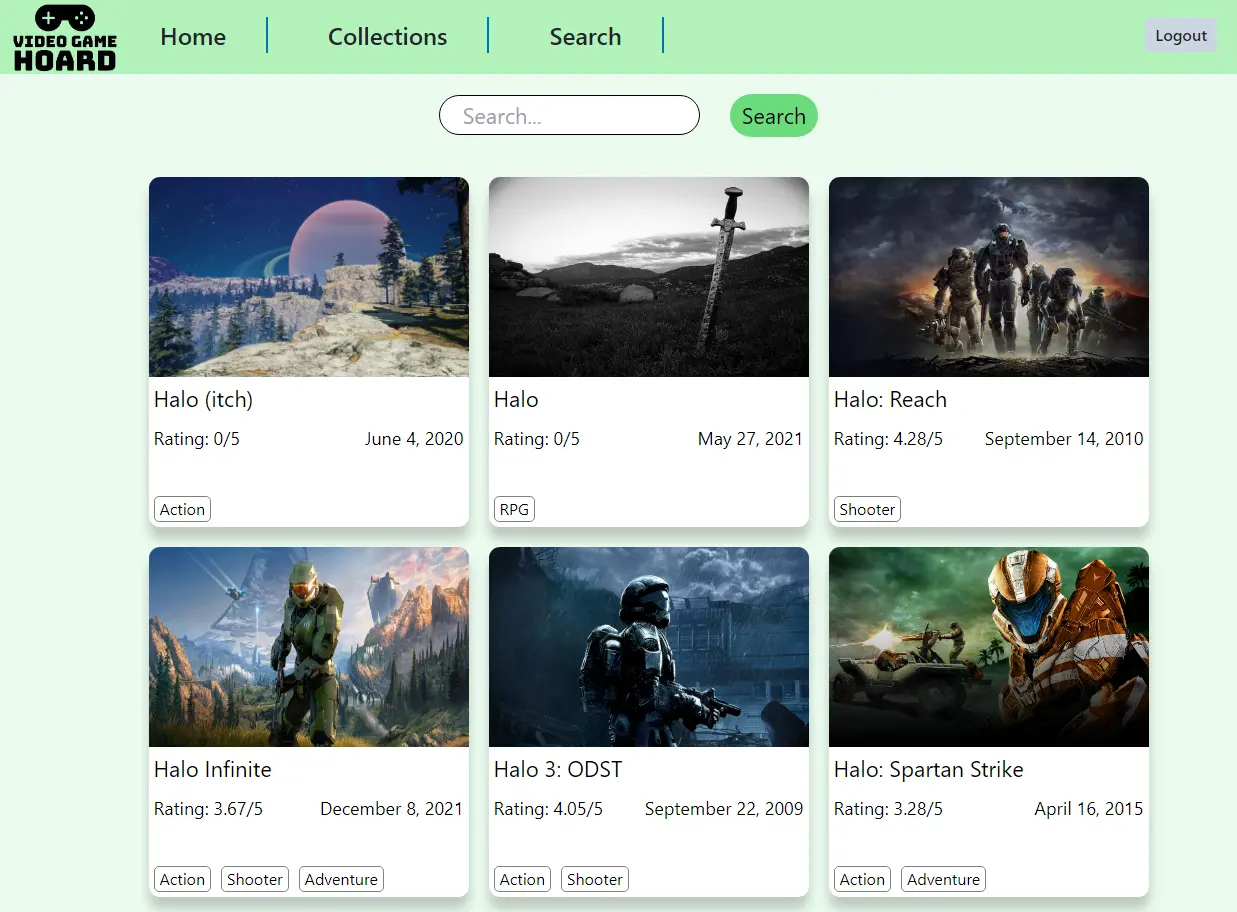 VIDEO GAME
HOARD
Home
Collections
Search
Logout
Search...
Search
Halo (itch)
Rating: 0/5
June 4, 2020
Action
Halo
Rating: 0/5
May 27, 2021
RPG
Halo: Reach
Rating: 4.28/5
September 14, 2010
Shooter
Halo Infinite
Rating: 3.67/5
December 8, 2021
Action
Shooter
Adventure
Halo 3: ODST
Rating: 4.05/5
September 22, 2009
Action
Shooter
Halo: Spartan Strike
Rating: 3.28/5
April 16, 2015
Action
Adventure